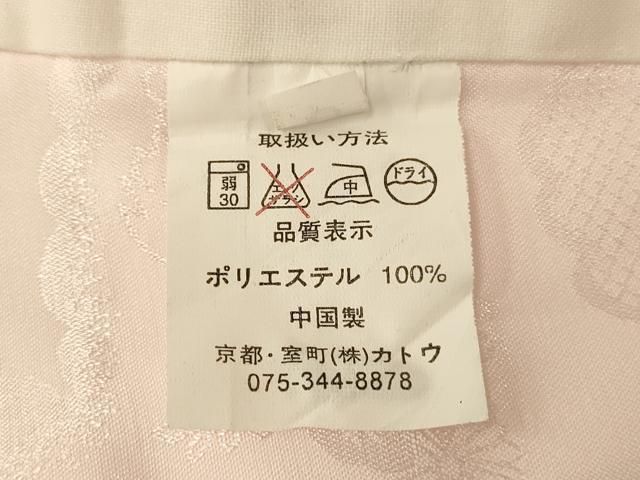 取扱い方法
弱 30 エンソ サラシ 中 ドライ
品質表示
ポリエステル 100%
中国製
京都・室町(株)カトウ
075-344-8878